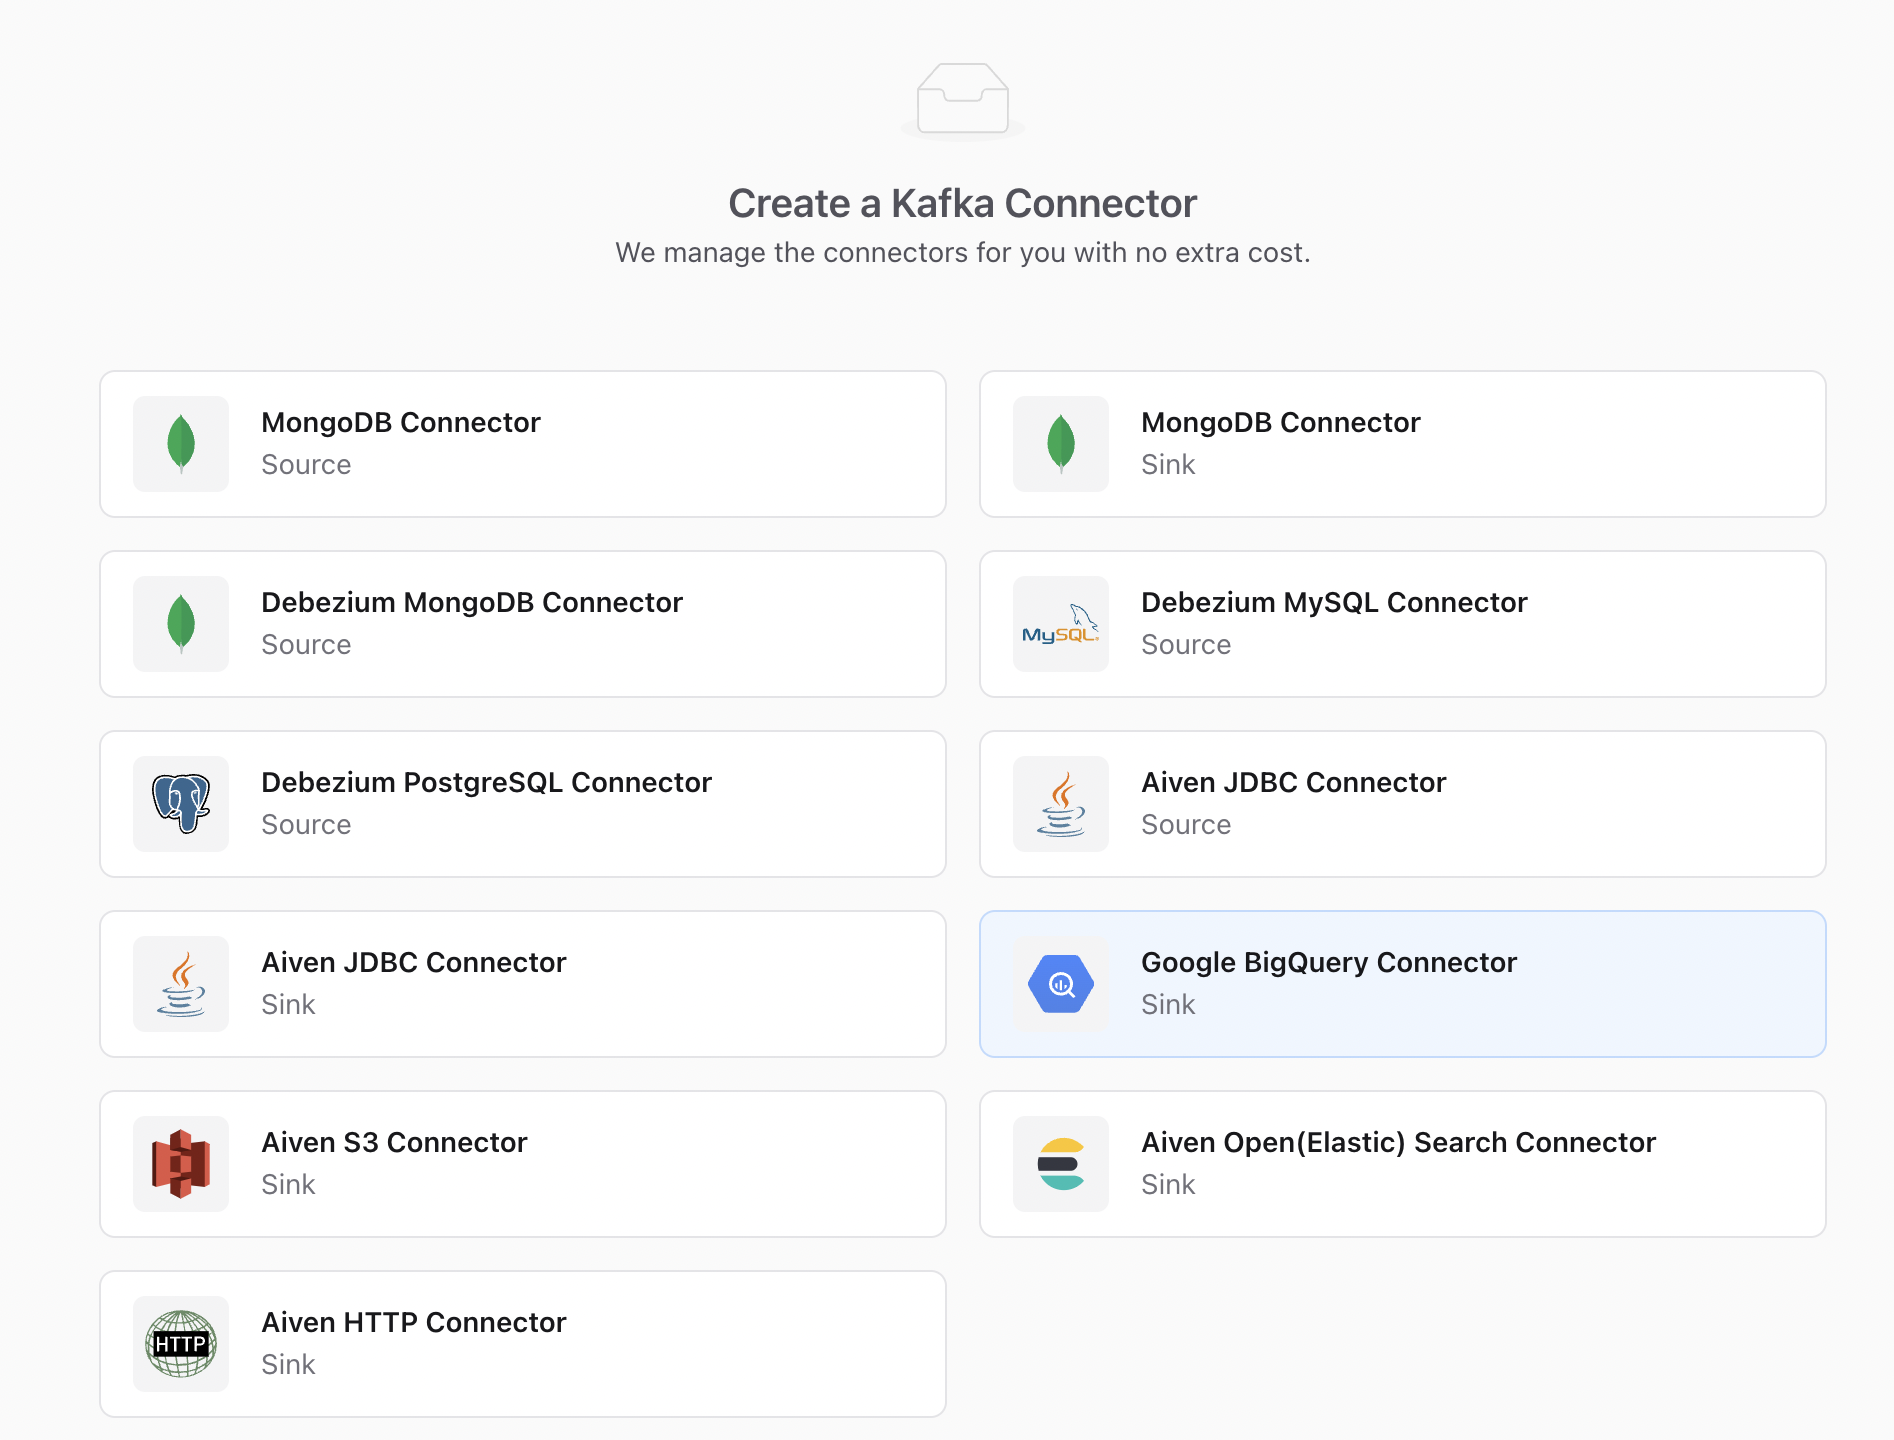 Create a Kafka Connector
We manage the connectors for you with no extra cost.
MongoDB Connector
Source
MongoDB Connector
Sink
Debezium MongoDB Connector
Source
MySQL
Debezium MySQL Connector
Source
Debezium PostgreSQL Connector
Source
Aiven JDBC Connector
Source
Aiven JDBC Connector
Sink
Google BigQuery Connector
Sink
Aiven S3 Connector
Sink
Aiven Open(Elastic) Search Connector
Sink
HTTP
Aiven HTTP Connector
Sink